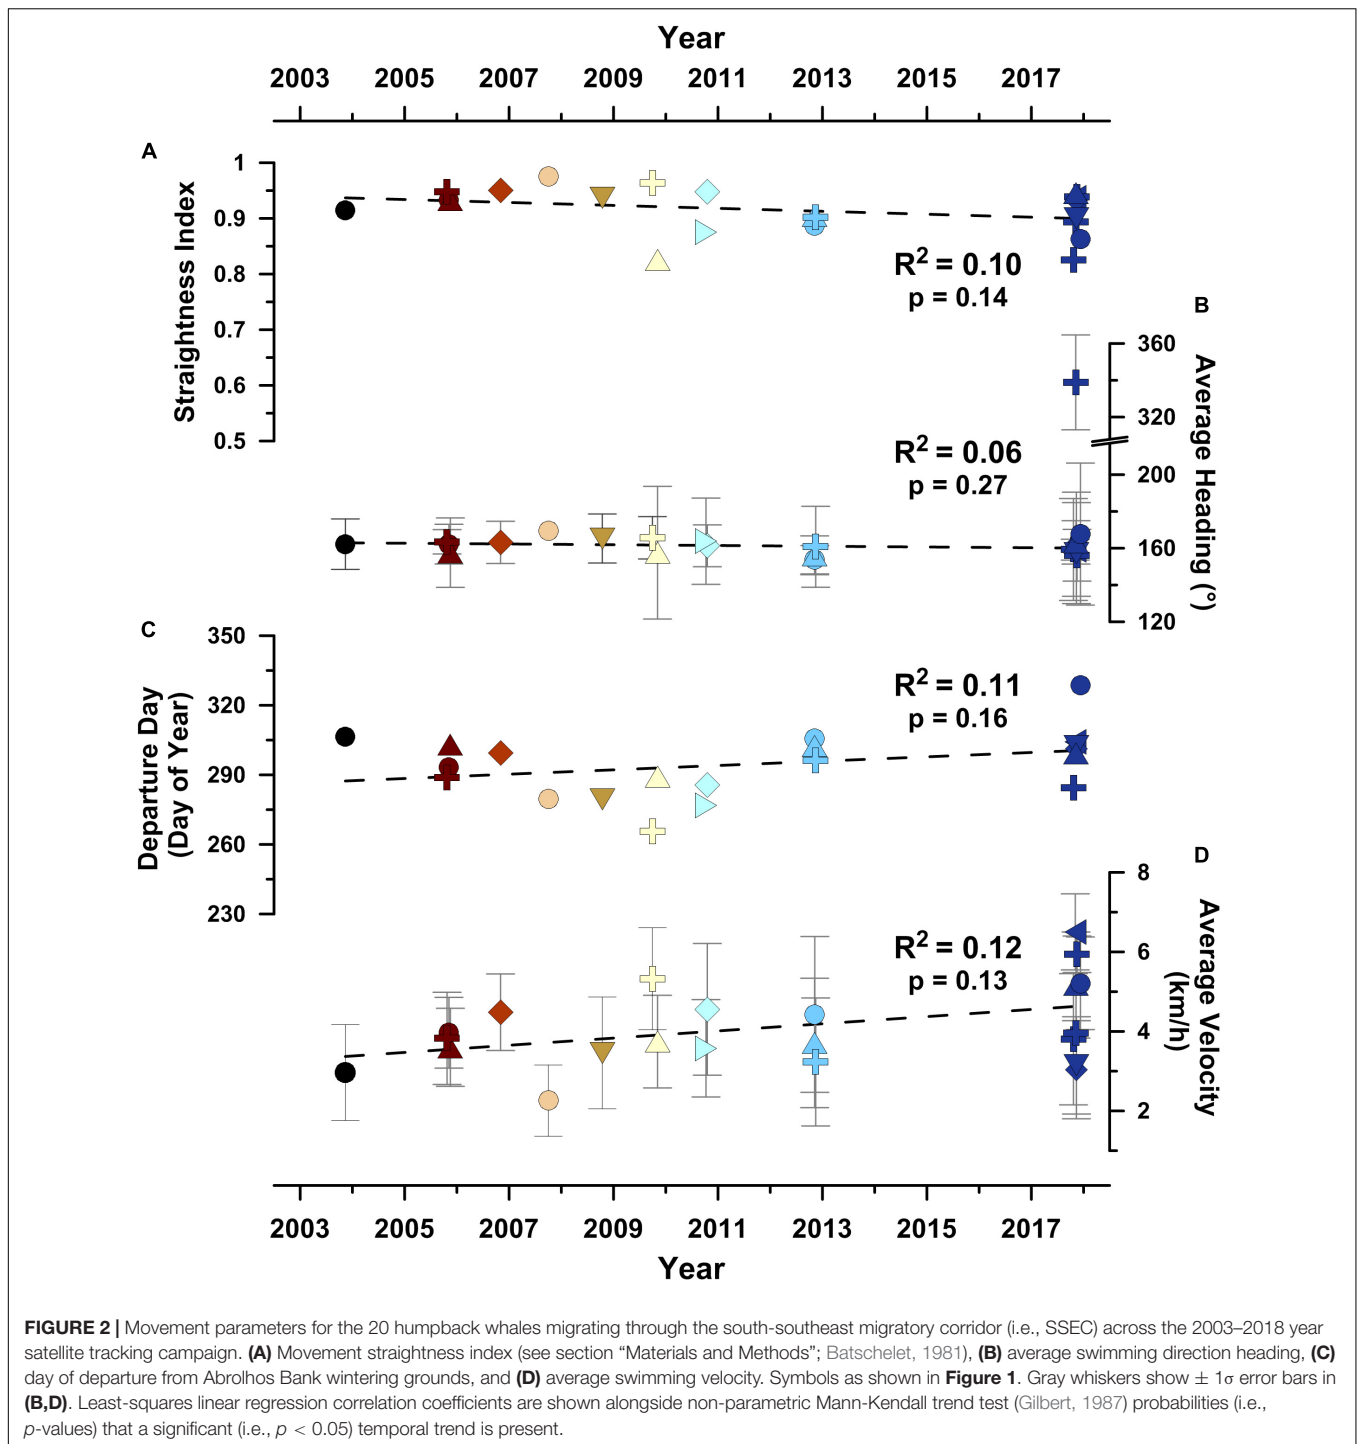 Year
2003 2005 2007 2009 2011 2013 2015 2017
A
Straightness Index
1
0.9
0.8
0.7
0.6
0.5
R² = 0.10
p = 0.14
B
Average Heading (°)
360
320
200
160
120
R² = 0.06
p = 0.27
C
Departure Day
(Day of Year)
350
320
290
260
230
R² = 0.11
p = 0.16
D
Average Velocity
(km/h)
8
6
4
2
R² = 0.12
p = 0.13
2003 2005 2007 2009 2011 2013 2015 2017
Year
FIGURE 2 | Movement parameters for the 20 humpback whales migrating through the south-southeast migratory corridor (i.e., SSEC) across the 2003–2018 year
satellite tracking campaign. (A) Movement straightness index (see section “Materials and Methods”; Batschelet, 1981), (B) average swimming direction heading, (C)
day of departure from Abrolhos Bank wintering grounds, and (D) average swimming velocity. Symbols as shown in Figure 1. Gray whiskers show ± 1σ error bars in
(B,D). Least-squares linear regression correlation coefficients are shown alongside non-parametric Mann-Kendall trend test (Gilbert, 1987) probabilities (i.e.,
p-values) that a significant (i.e., p < 0.05) temporal trend is present.